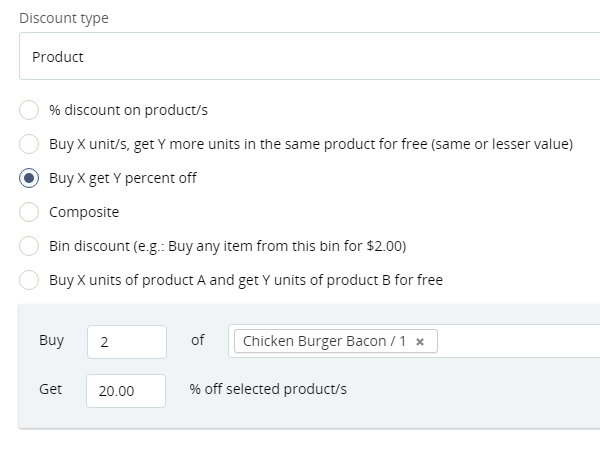 Discount type
Product
% discount on product/s
Buy X unit/s, get Y more units in the same product for free (same or lesser value)
Buy X get Y percent off
Composite
Bin discount (e.g.: Buy any item from this bin for $2.00)
Buy X units of product A and get Y units of product B for free
Buy 2 of Chicken Burger Bacon / 1 ×
Get 20.00 % off selected product/s